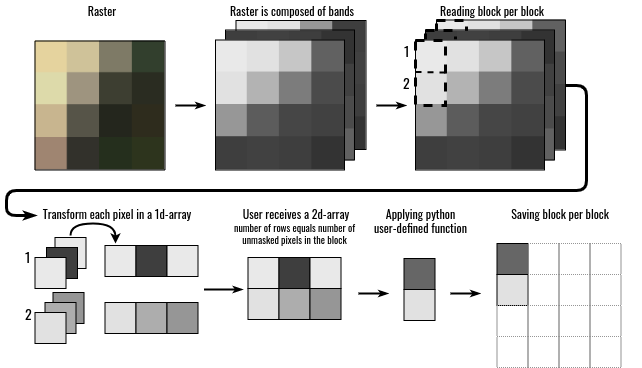 Raster
Raster is composed of bands
Reading block per block
1
2
Transform each pixel in a 1d-array
1
2
User receives a 2d-array
number of rows equals number of
unmasked pixels in the block
Applying python
user-defined function
Saving block per block